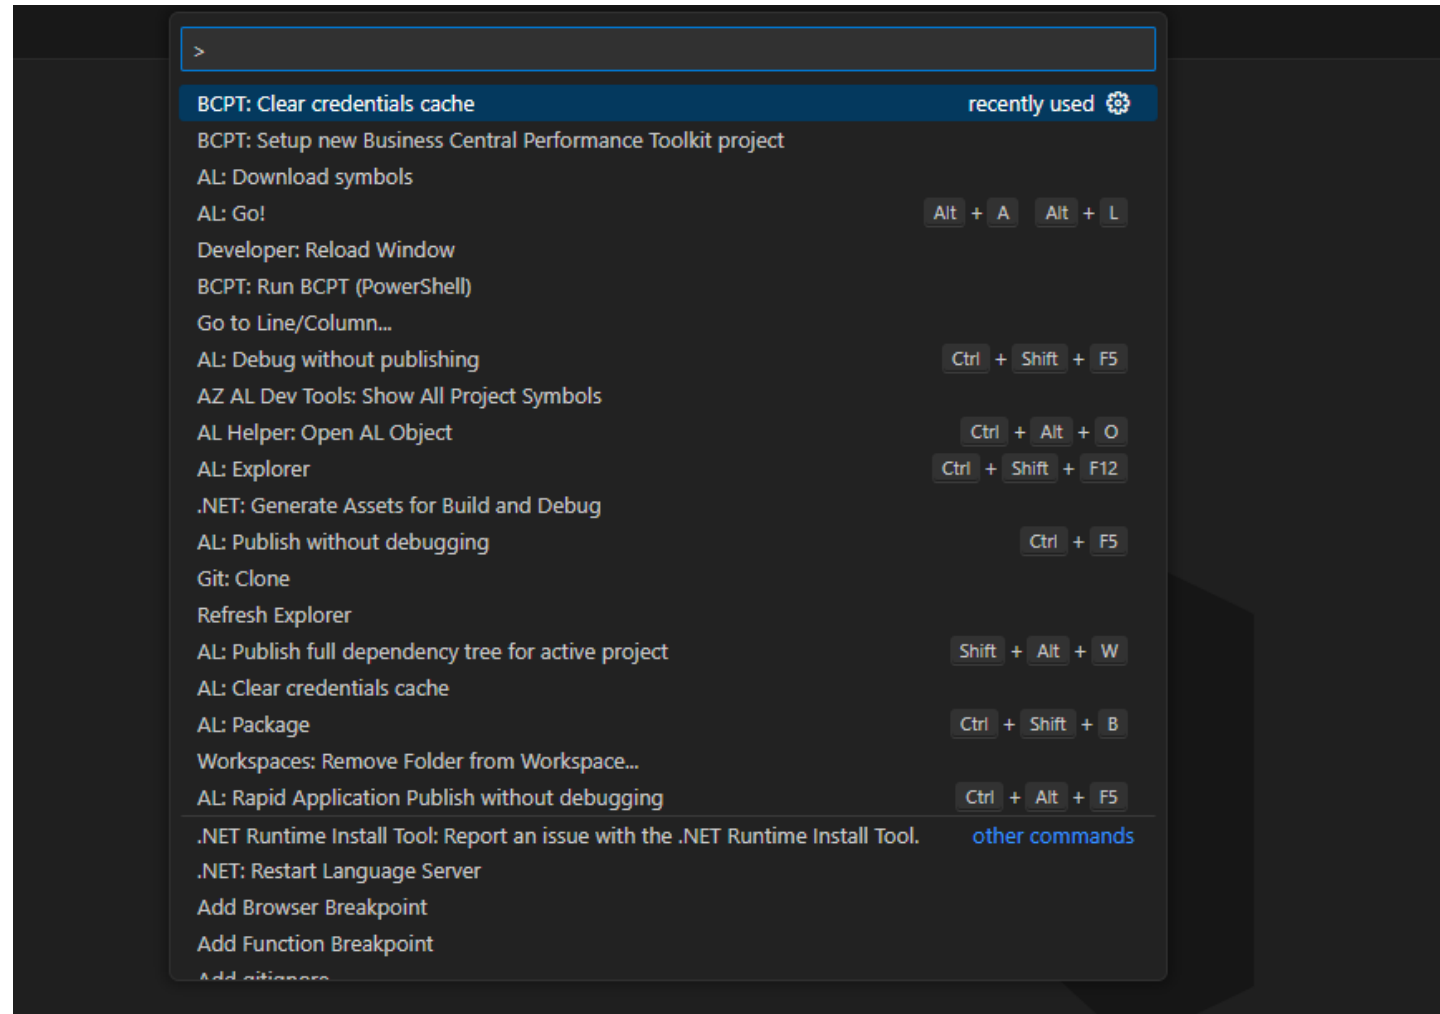 >
BCPT: Clear credentials cache recently used
BCPT: Setup new Business Central Performance Toolkit project
AL: Download symbols
AL: Go! Alt + A Alt + L
Developer: Reload Window
BCPT: Run BCPT (PowerShell)
Go to Line/Column...
AL: Debug without publishing Ctrl + Shift + F5
AZ AL Dev Tools: Show All Project Symbols
AL Helper: Open AL Object Ctrl + Alt + O
AL: Explorer Ctrl + Shift + F12
.NET: Generate Assets for Build and Debug
AL: Publish without debugging Ctrl + F5
Git: Clone
Refresh Explorer
AL: Publish full dependency tree for active project Shift + Alt + W
AL: Clear credentials cache
AL: Package Ctrl + Shift + B
Workspaces: Remove Folder from Workspace...
AL: Rapid Application Publish without debugging Ctrl + Alt + F5
.NET Runtime Install Tool: Report an issue with the .NET Runtime Install Tool. other commands
.NET: Restart Language Server
Add Browser Breakpoint
Add Function Breakpoint
Add gitignore